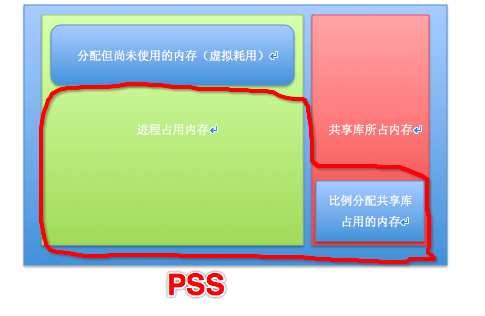 分配但尚未使用的内存（虚拟耗用）
进程占用内存
共享库所占内存
比例分配共享库
占用的内存
PSS